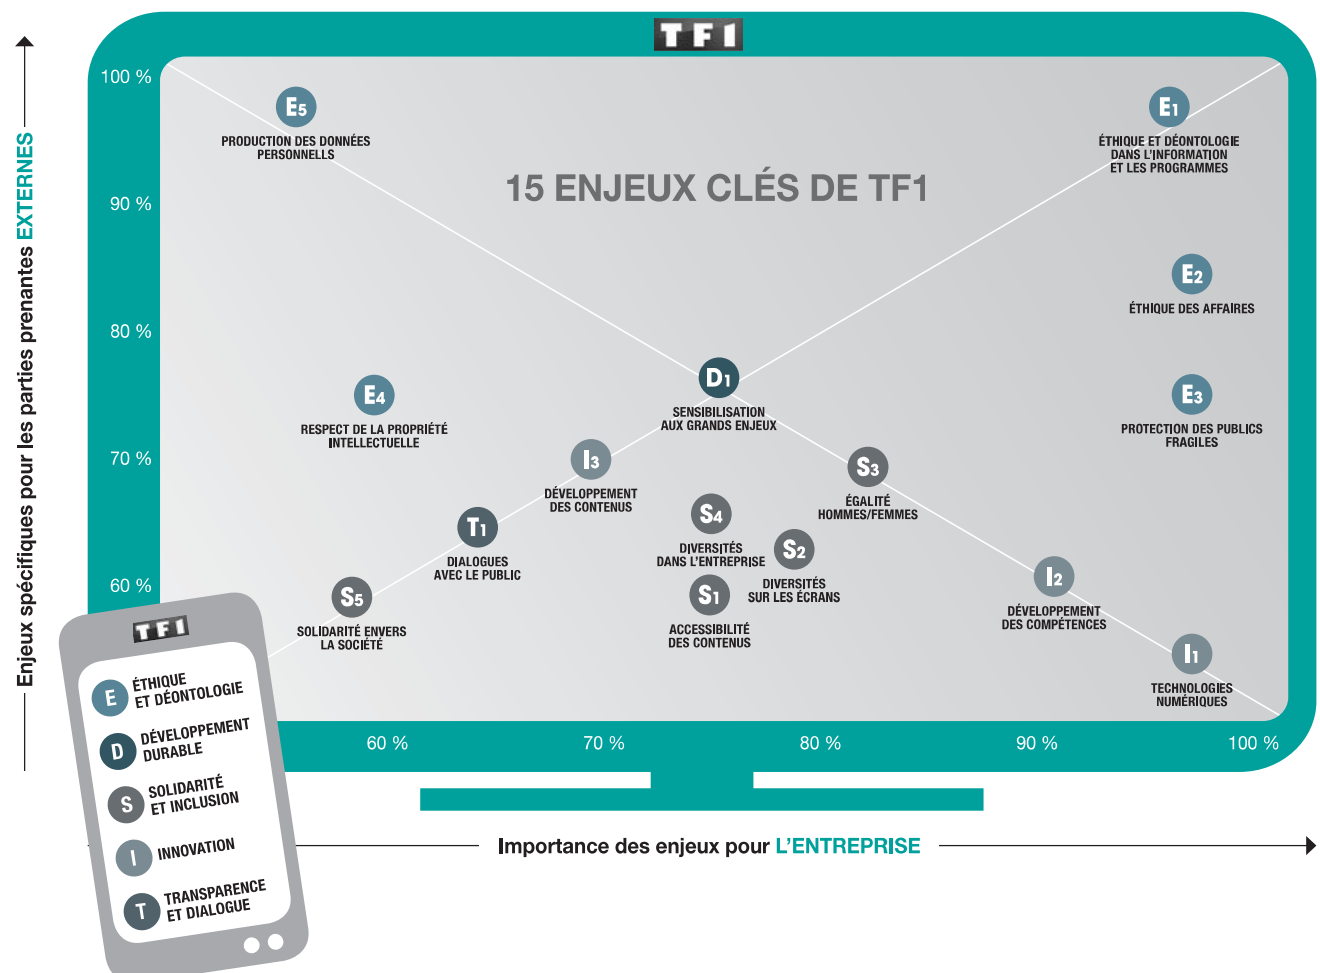 TF1
100 %
90 %
80 %
70 %
60 %
Enjeux spécifiques pour les parties prenantes EXTERNES
15 ENJEUX CLÉS DE TF1
E5
PRODUCTION DES DONNÉES
PERSONNELLS
E1
ÉTHIQUE ET DÉONTOLOGIE
DANS L'INFORMATION
ET LES PROGRAMMES
E2
ÉTHIQUE DES AFFAIRES
D1
SENSIBILISATION
AUX GRANDS ENJEUX
E4
RESPECT DE LA PROPRIÉTÉ
INTELLECTUELLE
E3
PROTECTION DES PUBLICS
FRAGILES
I3
DÉVELOPPEMENT
DES CONTENUS
S3
ÉGALITÉ
HOMMES/FEMMES
T1
DIALOGUES
AVEC LE PUBLIC
S4
DIVERSITÉS
DANS L'ENTREPRISE
S2
DIVERSITÉS
SUR LES ÉCRANS
S5
SOLIDARITÉ ENVERS
LA SOCIÉTÉ
S1
ACCESSIBILITÉ
DES CONTENUS
I2
DÉVELOPPEMENT
DES COMPÉTENCES
I1
TECHNOLOGIES
NUMÉRIQUES
60 %
70 %
80 %
90 %
100 %
Importance des enjeux pour L'ENTREPRISE
TF1
E
ÉTHIQUE
ET DÉONTOLOGIE
D
DÉVELOPPEMENT
DURABLE
S
SOLIDARITÉ
ET INCLUSION
I
INNOVATION
T
TRANSPARENCE
ET DIALOGUE